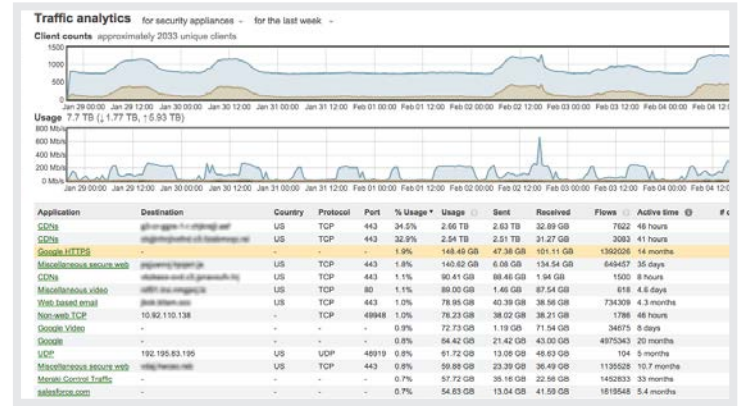 Traffic analytics for security appliances for the last week
Client counts approximately 2033 unique clients
1500
1000
500
0
Jan 29 00:00 Jan 29 12:00 Jan 30 00:00 Jan 30 12:00 Jan 31 00:00 Jan 31 12:00 Feb 01 00:00 Feb 01 12:00 Feb 02 00:00 Feb 02 12:00 Feb 03 00:00 Feb 03 12:00 Feb 04 00:00 Feb 04 12:0
Usage 7.7 TB (↓1.77 TB, ↑5.93 TB)
800 Mb/s
600 Mb/s
400 Mb/s
200 Mb/s
0 Mb/s
Jan 29 00:00 Jan 29 12:00 Jan 30 00:00 Jan 30 12:00 Jan 31 00:00 Jan 31 12:00 Feb 01 00:00 Feb 01 12:00 Feb 02 00:00 Feb 02 12:00 Feb 03 00:00 Feb 03 12:00 Feb 04 00:00 Feb 04 12:0
Application Destination Country Protocol Port % Usage Usage Sent Received Flows Active time # c
CDNs US TCP 443 34.5% 2.66 TB 2.63 TB 32.89 GB 7622 48 hours
CDNs US TCP 443 32.9% 2.54 TB 2.51 TB 31.27 GB 3083 41 hours
Google HTTPS - - - - 1.9% 148.49 GB 47.38 GB 101.11 GB 1392026 14 months
Miscellaneous secure web US TCP 443 1.8% 140.62 GB 6.08 GB 134.54 GB 649457 35 days
CDNs US TCP 443 1.1% 90.41 GB 88.46 GB 1.94 GB 1500 8 hours
Miscellaneous video US TCP 80 1.1% 89.00 GB 1.46 GB 87.54 GB 618 4.6 days
Web based email US TCP 443 1.0% 78.95 GB 40.39 GB 38.56 GB 734309 4.3 months
Non-web TCP 10.92.110.138 TCP 49948 1.0% 76.23 GB 38.02 GB 38.21 GB 1786 46 hours
Google Video - - - - 0.9% 72.73 GB 1.19 GB 71.54 GB 34675 8 days
Google - - - - 0.8% 64.42 GB 21.42 GB 43.00 GB 4975343 20 months
UDP 192.195.83.195 US UDP 48919 0.8% 61.72 GB 13.08 GB 48.63 GB 104 5 months
Miscellaneous secure web US TCP 443 0.8% 59.88 GB 23.39 GB 36.49 GB 1135528 10.7 months
Meraki Control Traffic - - - - 0.7% 57.72 GB 35.16 GB 22.56 GB 1452833 33 months
salesforce.com - - - - 0.7% 54.63 GB 13.04 GB 41.59 GB 1619548 5.4 months